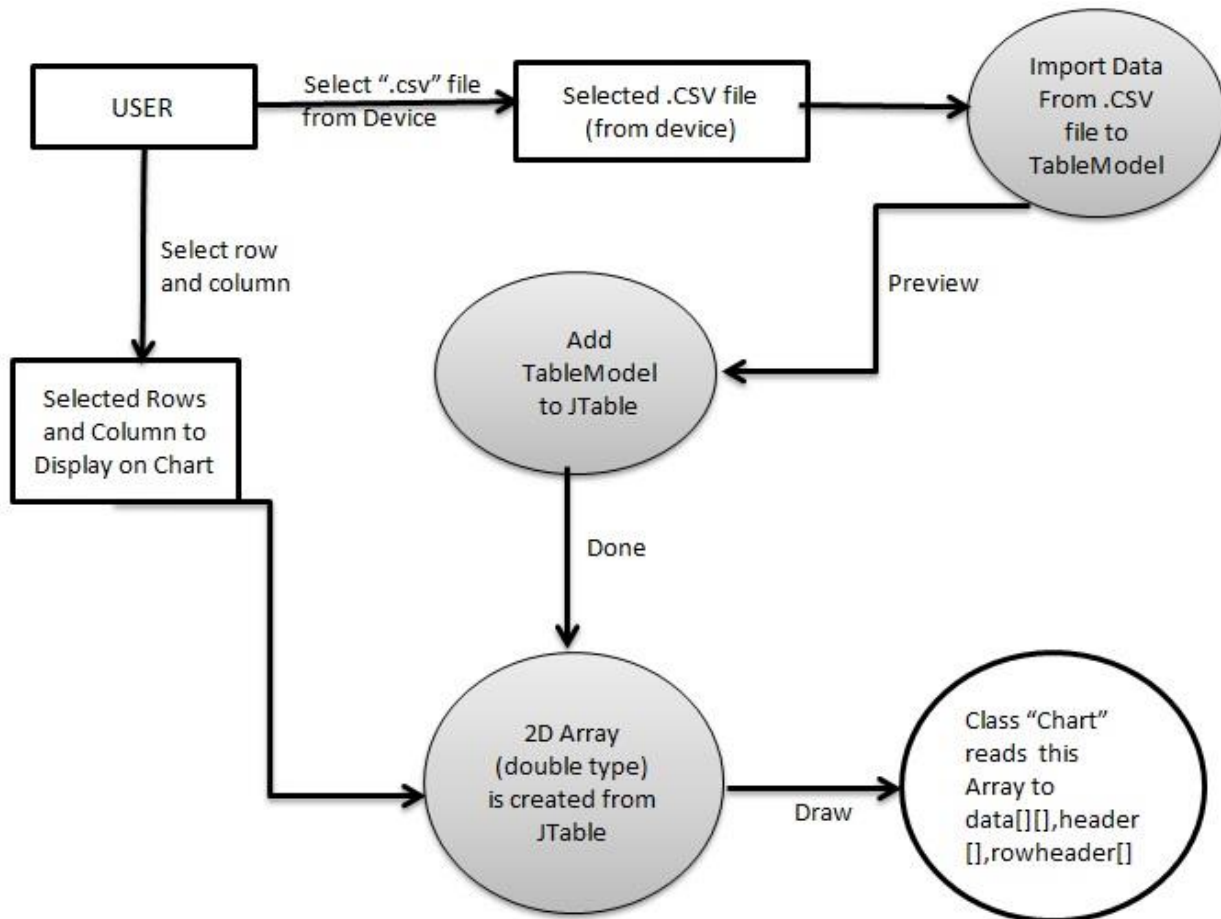 USER
Select “.csv” file
from Device
Selected .CSV file
(from device)
Import Data
From .CSV
file to
TableModel
Select row
and column
Preview
Add
TableModel
to JTable
Selected Rows
and Column to
Display on Chart
Done
2D Array
(double type)
is created from
JTable
Draw
Class “Chart”
reads this
Array to
data[][],header
[],rowheader[]